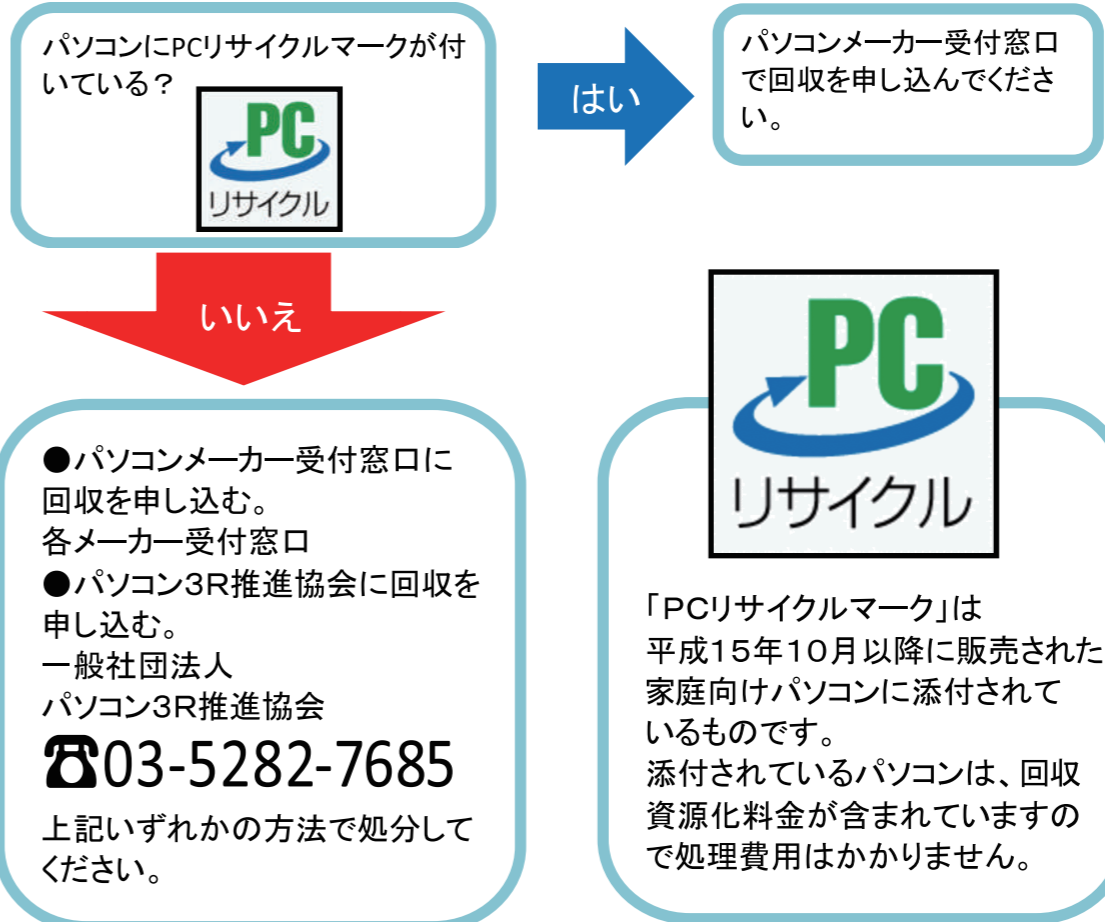 パソコンにPCリサイクルマークが付
いている？
PC
リサイクル
はい
パソコンメーカー受付窓口
で回収を申し込んでくださ
い。
いいえ
●パソコンメーカー受付窓口に
回収を申し込む。
各メーカー受付窓口
●パソコン3R推進協会に回収を
申し込む。
一般社団法人
パソコン3R推進協会
☎03-5282-7685
上記いずれかの方法で処分して
ください。
PC
リサイクル
「PCリサイクルマーク」は
平成15年10月以降に販売された
家庭向けパソコンに添付されて
いるものです。
添付されているパソコンは、回収
資源化料金が含まれていますの
で処理費用はかかりません。